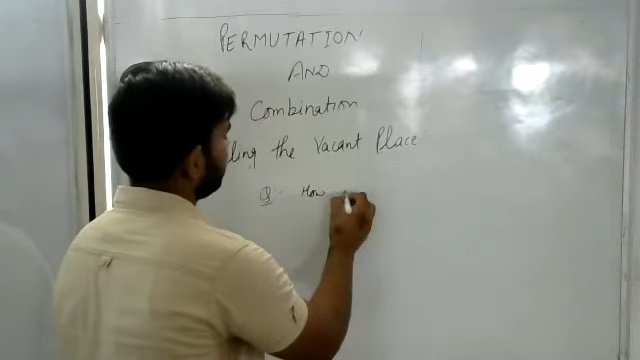 PERMUTATION
AND
Combination
ling the Vacant Place
Q - How